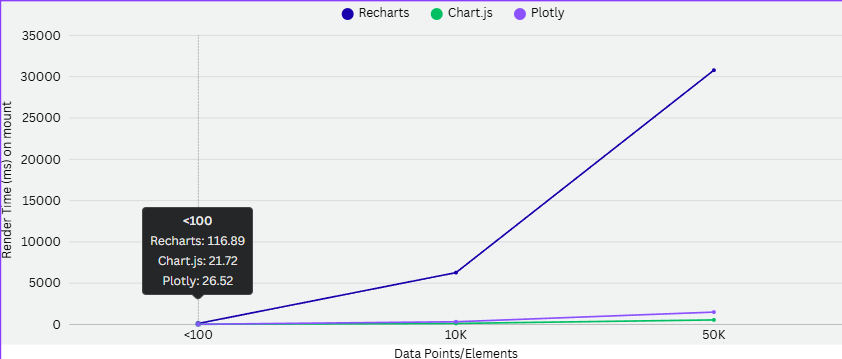 Recharts Chart.js Plotly
35000
30000
25000
20000
15000
10000
5000
0
Render Time (ms) on mount
<100
Recharts: 116.89
Chart.js: 21.72
Plotly: 26.52
<100 10K 50K
Data Points/Elements